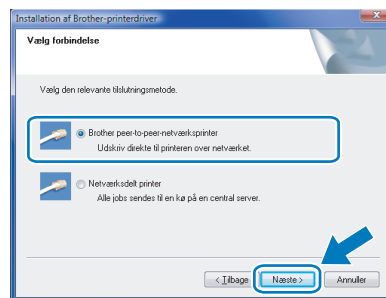 Installation af Brother-printerdriver
Vælg forbindelse
Vælg den relevante tilslutningsmetode.
Brother peer-to-peer-netværksprinter
Udskriv direkte til printeren over netværket.
Netværksdelt printer
Alle jobs sendes til en kø på en central server.
< Tilbage Næste > Annuller